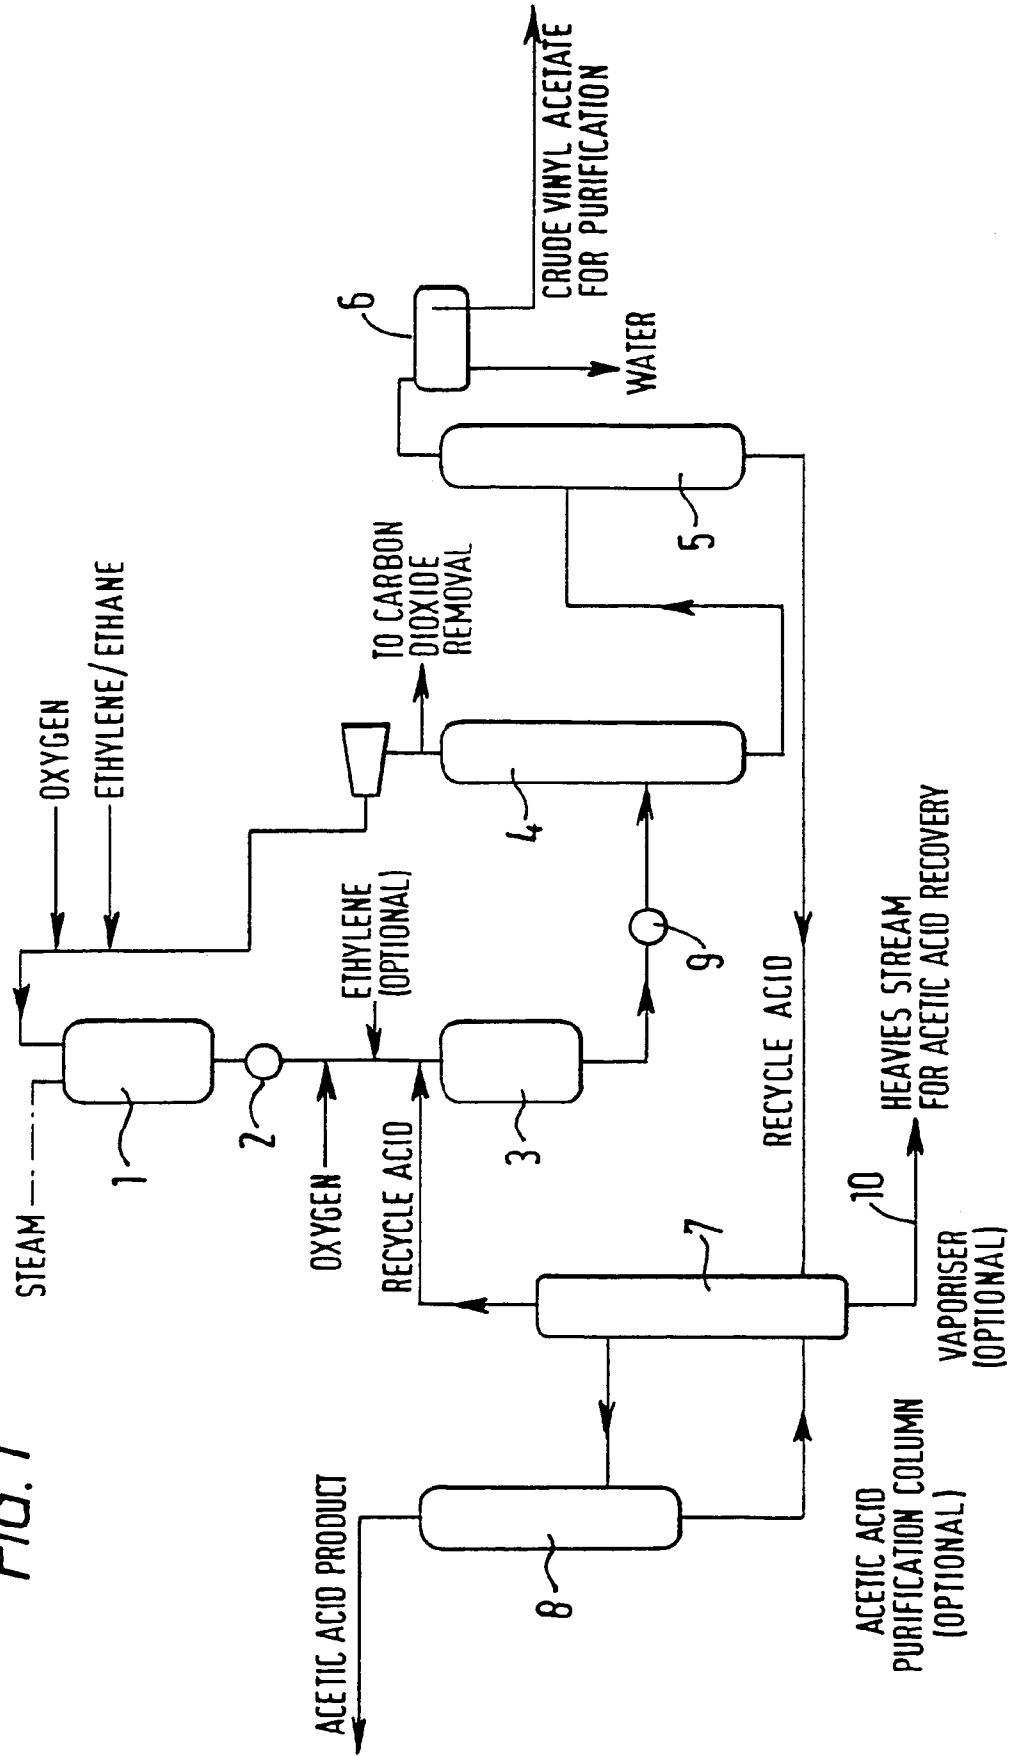 FIG. 1
STEAM
OXYGEN
ETHYLENE/ETHANE
1
2
OXYGEN
ETHYLENE
(OPTIONAL)
RECYCLE ACID
3
TO CARBON
DIOXIDE
REMOVAL
4
9
5
6
WATER
CRUDE VINYL ACETATE
FOR PURIFICATION
RECYCLE ACID
7
10
HEAVIES STREAM
FOR ACETIC ACID RECOVERY
VAPORISER
(OPTIONAL)
ACETIC ACID PRODUCT
8
ACETIC ACID
PURIFICATION COLUMN
(OPTIONAL)